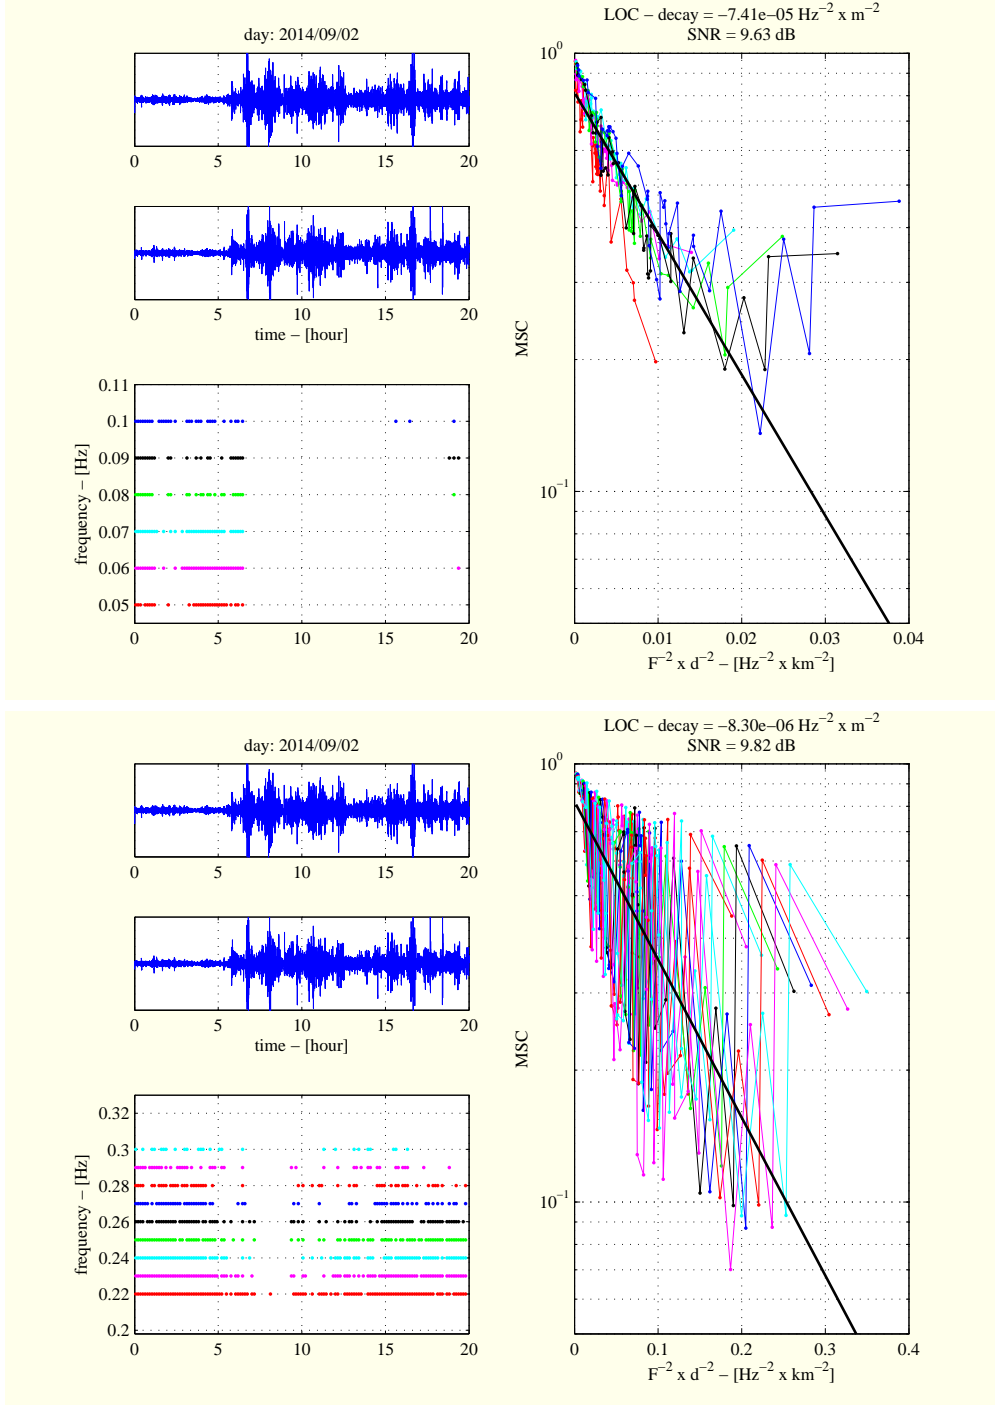 day: 2014/09/02
0 5 10 15 20
0 5 10 15 20
time − [hour]
frequency − [Hz]
0.11
0.1
0.09
0.08
0.07
0.06
0.05
0 5 10 15 20
LOC − decay = −7.41e−05 Hz⁻² x m⁻²
SNR = 9.63 dB
MSC
10⁰
10⁻¹
0 0.01 0.02 0.03 0.04
F⁻² x d⁻² − [Hz⁻² x km⁻²]
day: 2014/09/02
0 5 10 15 20
0 5 10 15 20
time − [hour]
frequency − [Hz]
0.32
0.3
0.28
0.26
0.24
0.22
0.2
0 5 10 15 20
LOC − decay = −8.30e−06 Hz⁻² x m⁻²
SNR = 9.82 dB
MSC
10⁰
10⁻¹
0 0.1 0.2 0.3 0.4
F⁻² x d⁻² − [Hz⁻² x km⁻²]